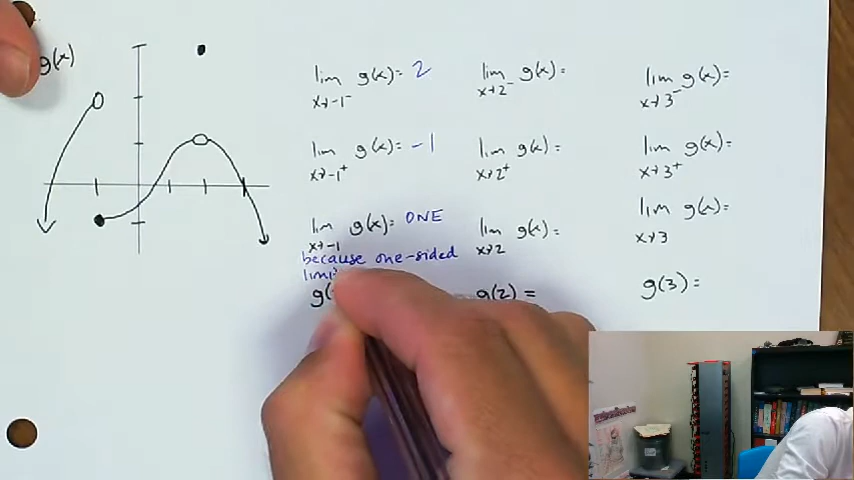 g(x)
lim g(x)= 2
x→-1⁻
lim g(x)= -1
x→-1⁺
lim g(x)= ONE
x→-1
because one-sided
g(
lim g(x)=
x→2⁻
lim g(x)=
x→2⁺
lim g(x)=
x→2
g(2) =
lim g(x)=
x→3⁻
lim g(x)=
x→3⁺
lim g(x)=
x→3
g(3) =